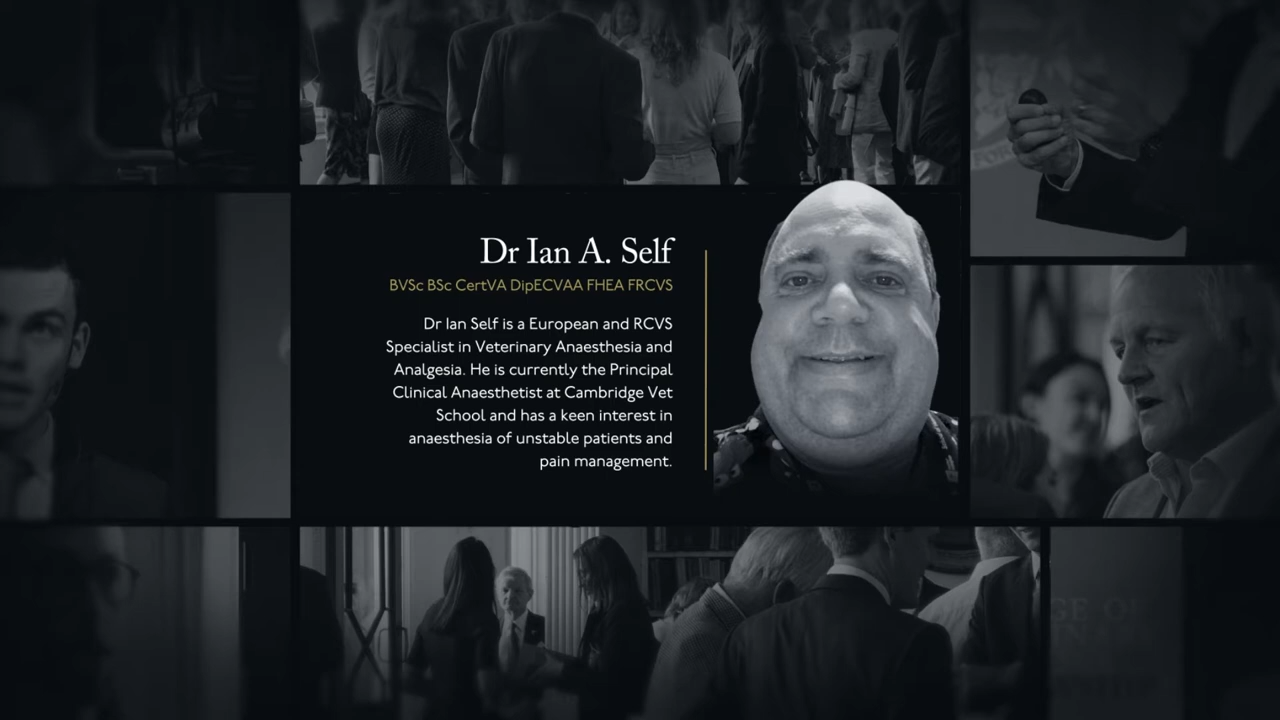 Dr Ian A. Self
BVSc BSc CertVA DipECVAA FHEA FRCVS
Dr Ian Self is a European and RCVS
Specialist in Veterinary Anaesthesia and
Analgesia. He is currently the Principal
Clinical Anaesthetist at Cambridge Vet
School and has a keen interest in
anaesthesia of unstable patients and
pain management.